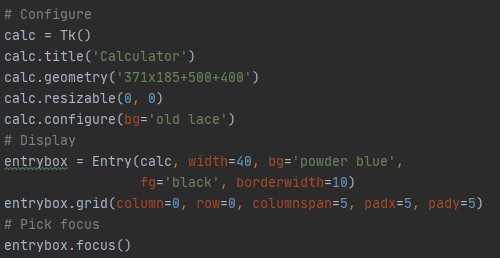 # Configure
calc = Tk()
calc.title('Calculator')
calc.geometry('371x185+500+400')
calc.resizable(0, 0)
calc.configure(bg='old lace')
# Display
entrybox = Entry(calc, width=40, bg='powder blue',
                 fg='black', borderwidth=10)
entrybox.grid(column=0, row=0, columnspan=5, padx=5, pady=5)
# Pick focus
entrybox.focus()